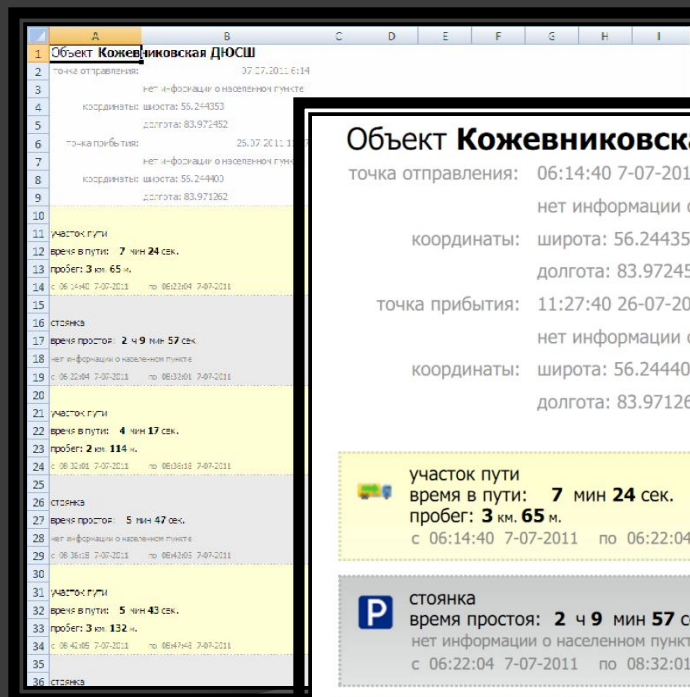 A B C D E F G H I
1 Объект Кожевниковская ДЮСШ
2 точка отправления: 07.07.2011 6:14
3 нет информации о населенном пункте
4 координаты: широта: 56.244353
5 долгота: 83.972452
6 точка прибытия: 26.07.2011
7 нет информации о населенном
8 координаты: широта: 56.244403
9 долгота: 83.971262
10
11 участок пути
12 время в пути: 7 мин 24 сек.
13 пробег: 3 км. 65 м.
14 с 06:14:40 7-07-2011 по 06:22:04 7-07-2011
15
16 стоянка
17 время простоя: 2 ч 9 мин 57 сек
18 нет информации о населенном пункте
19 с 06:22:04 7-07-2011 по 08:32:01 7-07-2011
20
21 участок пути
22 время в пути: 4 мин 17 сек.
23 пробег: 2 км. 114 м.
24 с 08:32:01 7-07-2011 по 08:36:18 7-07-2011
25
26 стоянка
27 время простоя: 5 мин 47 сек.
28 нет информации о населенном пункте
29 с 08:36:18 7-07-2011 по 08:42:05 7-07-2011
30
31 участок пути
32 время в пути: 5 мин 43 сек.
33 пробег: 3 км. 132 м.
34 с 08:42:05 7-07-2011 по 08:47:48 7-07-2011
35
36 стоянка
Объект Кожевниковска
точка отправления: 06:14:40 7-07-201
нет информации о
координаты: широта: 56.24435
долгота: 83.97245
точка прибытия: 11:27:40 26-07-20
нет информации о
координаты: широта: 56.24440
долгота: 83.97126
участок пути
время в пути: 7 мин 24 сек.
пробег: 3 км. 65 м.
с 06:14:40 7-07-2011 по 06:22:04
P
стоянка
время простоя: 2 ч 9 мин 57 с
нет информации о населенном пункт
с 06:22:04 7-07-2011 по 08:32:01